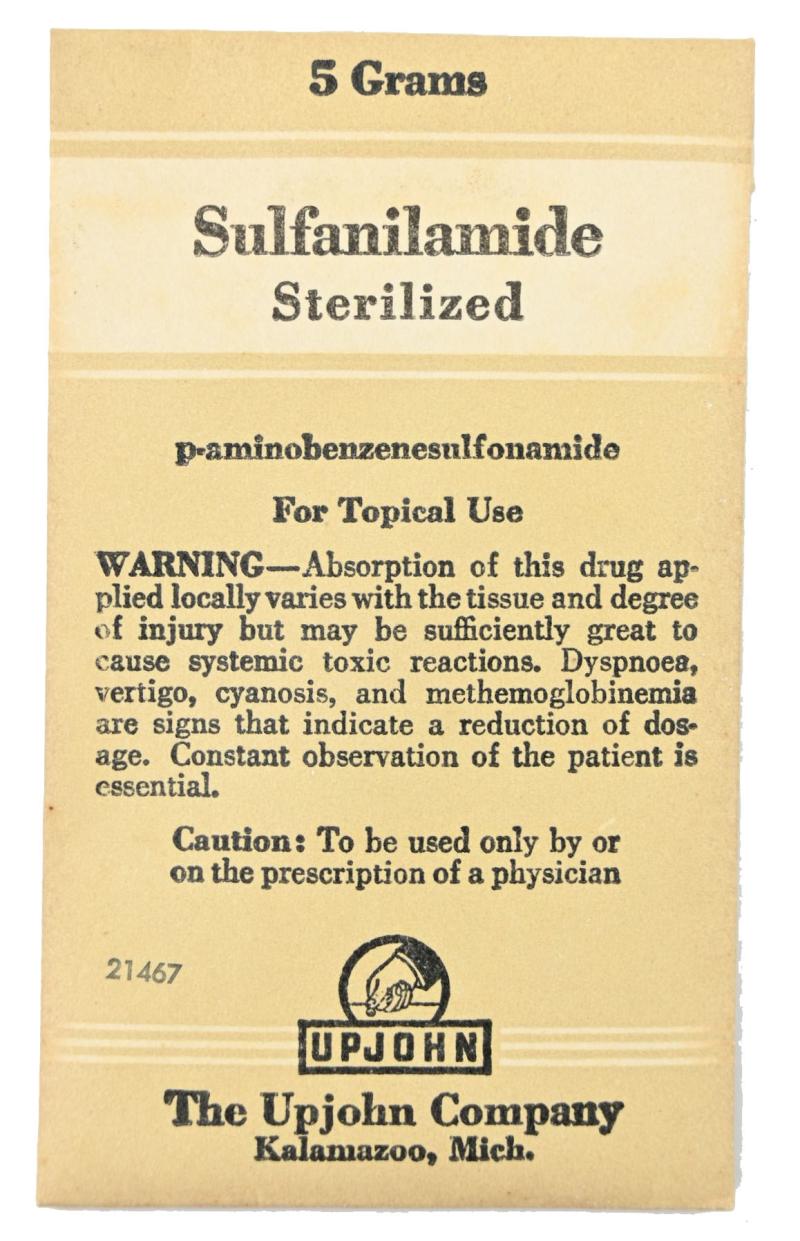 5 Grams
Sulfanilamide
Sterilized
p-aminobenzenesulfonamide
For Topical Use
WARNING—Absorption of this drug ap-
plied locally varies with the tissue and degree
of injury but may be sufficiently great to
cause systemic toxic reactions. Dyspnoea,
vertigo, cyanosis, and methemoglobinemia
are signs that indicate a reduction of dos-
age. Constant observation of the patient is
essential.
Caution: To be used only by or
on the prescription of a physician
21467
UPJOHN
The Upjohn Company
Kalamazoo, Mich.